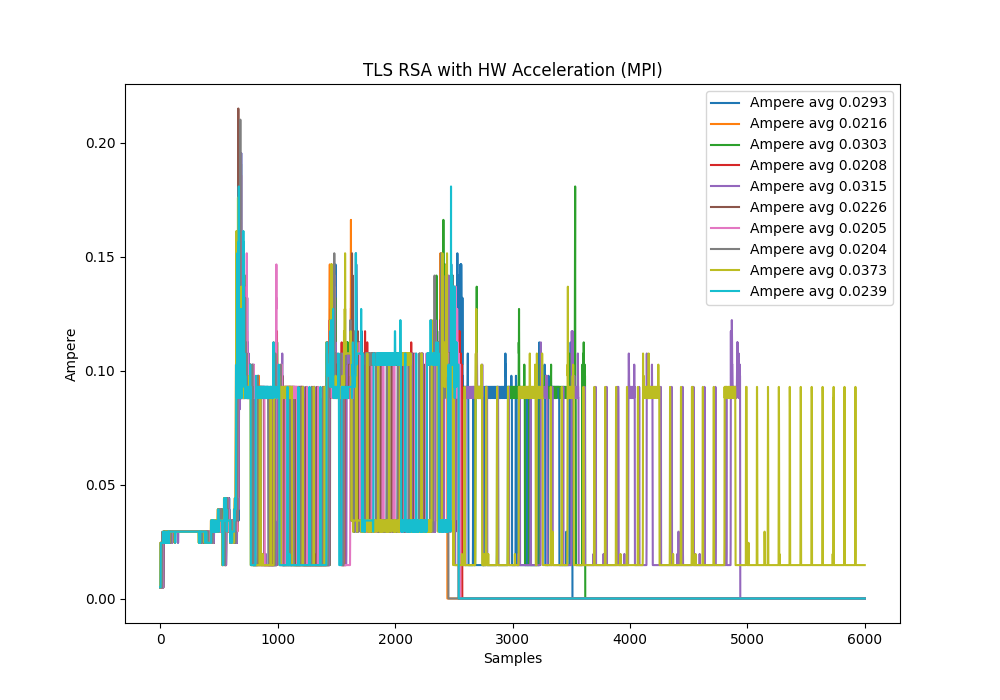 TLS RSA with HW Acceleration (MPI)
Ampere avg 0.0293
Ampere avg 0.0216
Ampere avg 0.0303
Ampere avg 0.0208
Ampere avg 0.0315
Ampere avg 0.0226
Ampere avg 0.0205
Ampere avg 0.0204
Ampere avg 0.0373
Ampere avg 0.0239
0.20
0.15
0.10
0.05
0.00
Ampere
0 1000 2000 3000 4000 5000 6000
Samples